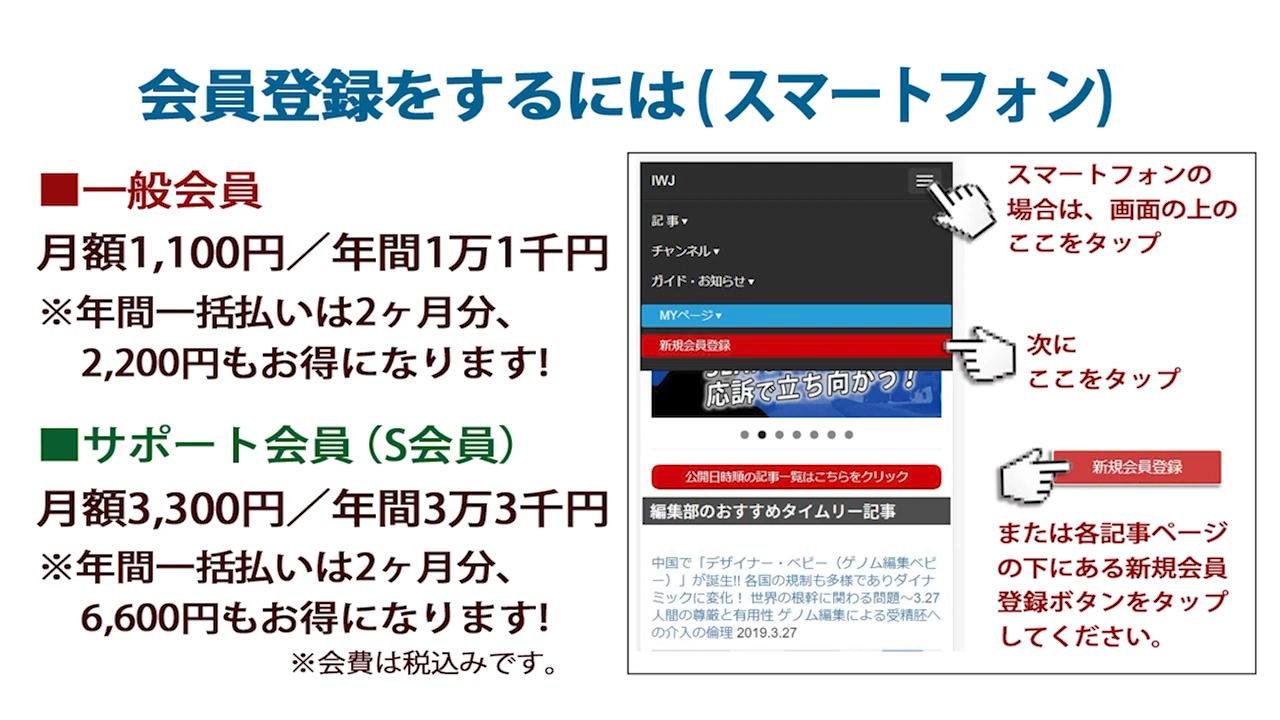 会員登録をするには(スマートフォン)
■一般会員
月額1,100円／年間1万1千円
※年間一括払いは2ヶ月分、
2,200円もお得になります!
■サポート会員（S会員）
月額3,300円／年間3万3千円
※年間一括払いは2ヶ月分、
6,600円もお得になります!
※会費は税込みです。
IWJ
記 事▼
チャンネル▼
ガイド・お知らせ▼
MYページ▼
新規会員登録
応訴で立ち向かう！
公開日時順の記事一覧はこちらをクリック
編集部のおすすめタイムリー記事
中国で「デザイナー・ベビー（ゲノム編集ベビ
ー）」が誕生!! 各国の規制も多様でありダイナ
ミックに変化！ 世界の根幹に関わる問題～3.27
人間の尊厳と有用性 ゲノム編集による受精胚へ
の介入の倫理 2019.3.27
スマートフォンの
場合は、画面の上の
ここをタップ
次に
ここをタップ
新規会員登録
または各記事ページ
の下にある新規会員
登録ボタンをタップ
してください。